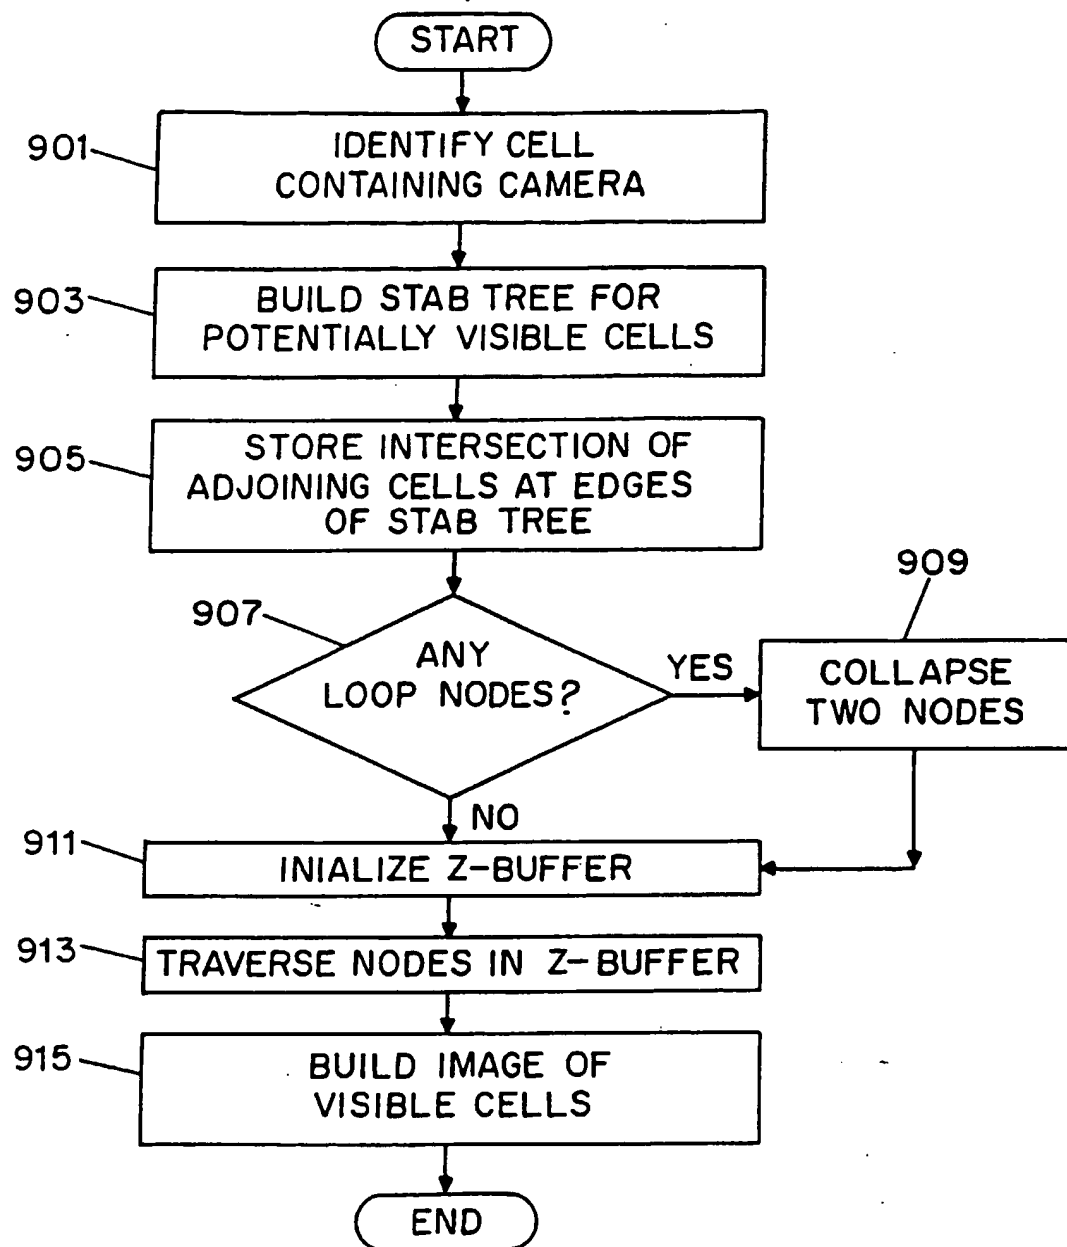 START
901
IDENTIFY CELL
CONTAINING CAMERA
903
BUILD STAB TREE FOR
POTENTIALLY VISIBLE CELLS
905
STORE INTERSECTION OF
ADJOINING CELLS AT EDGES
OF STAB TREE
907
ANY
LOOP NODES?
YES
909
COLLAPSE
TWO NODES
NO
911
INIALIZE Z-BUFFER
913
TRAVERSE NODES IN Z-BUFFER
915
BUILD IMAGE OF
VISIBLE CELLS
END